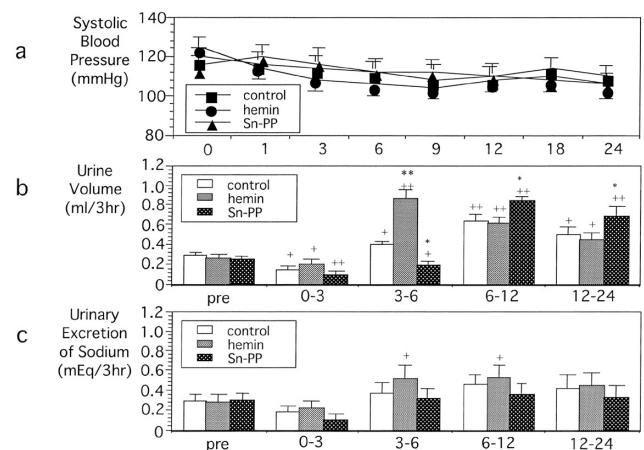 a
Systolic
Blood
Pressure
(mmHg)
140
120
100
80
control
hemin
Sn-PP
0 1 3 6 9 12 18 24
b
Urine
Volume
(ml/3hr)
1.2
1.0
0.8
0.6
0.4
0.2
0
control
hemin
Sn-PP
+ + ++
+ ** ++ * +
++ ++ * ++
+ + * ++
pre 0-3 3-6 6-12 12-24
c
Urinary
Excretion
of Sodium
(mEq/3hr)
1.2
1.0
0.8
0.6
0.4
0.2
0
control
hemin
Sn-PP
+ +
pre 0-3 3-6 6-12 12-24